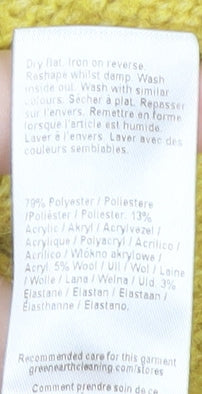 Dry flat. Iron on reverse.
Reshape whilst damp. Wash
inside out. Wash with similar
colours. Sécher à plat. Repasser
sur l'envers. Remettre en forme
lorsque l'article est humide.
Laver à l'envers. Laver avec des
couleurs semblables.
79% Polyester / Poliestere
/Poliéster / Poliester. 13%
Acrylic / Akryl / Acrylvezel /
Acrylique / Polyacryl / Acrilico /
Acrílico / Włókno akrylowe /
Acryl. 5% Wool / Ull / Wol / Laine
/ Wolle / Lana / Wełna / Uld. 3%
Elastane / Elastan / Elastaan /
Élasthanne / Elastano.
Recommended care for this garment
greenearthcleaning.com/stores
Comment prendre soin de ce